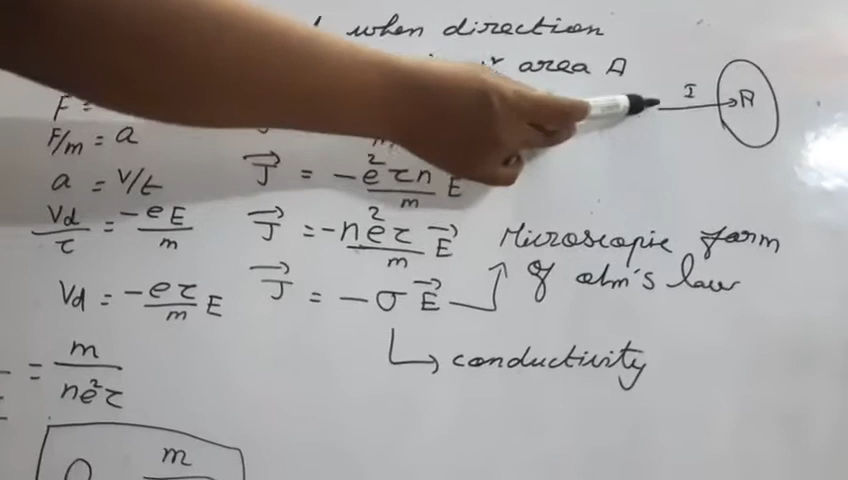 when direction
area A
I
A
F =
F/m = a
a = V/t
J⃗ = -e²τn/m E
Vd/τ = -eE/m
J⃗ = -ne²τ/m E⃗
Microscopic form
of ohm's law
Vd = -eτ/m E
J⃗ = -σ E⃗
conductivity
= m/ne²τ
m